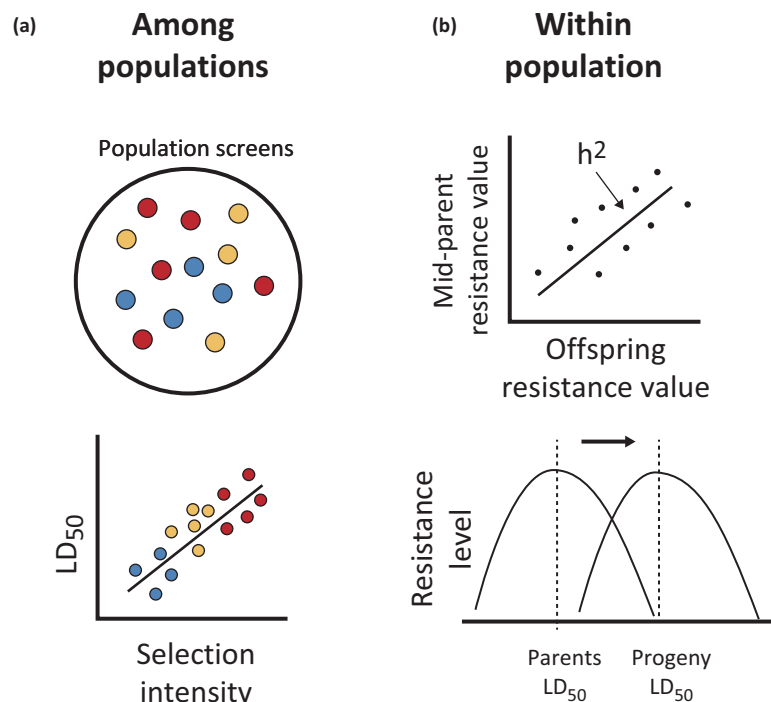 (a)
Among
populations
Population screens
LD50
Selection
intensity
(b)
Within
population
h2
Mid-parent
resistance value
Offspring
resistance value
Resistance
level
Parents
LD50
Progeny
LD50